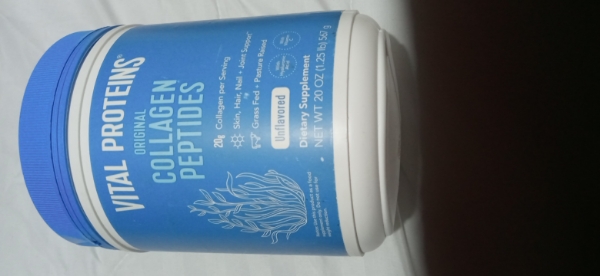 VITAL PROTEINS®
ORIGINAL
COLLAGEN
PEPTIDES
20g Collagen per Serving
Skin, Hair, Nail + Joint Support*
Grass Fed + Pasture Raised
Unflavored
Dietary Supplement
NET WT 20 OZ (1.25 lb) 567 g